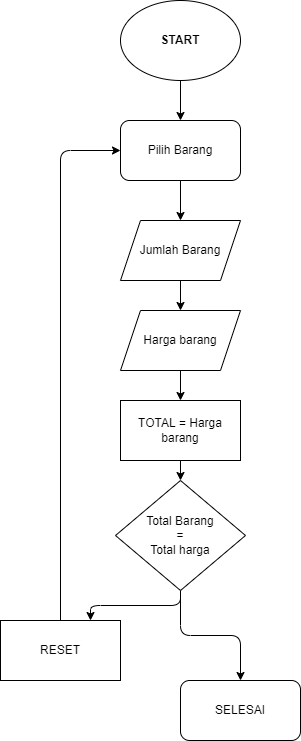 START
Pilih Barang
Jumlah Barang
Harga barang
TOTAL = Harga
barang
Total Barang
=
Total harga
RESET
SELESAI